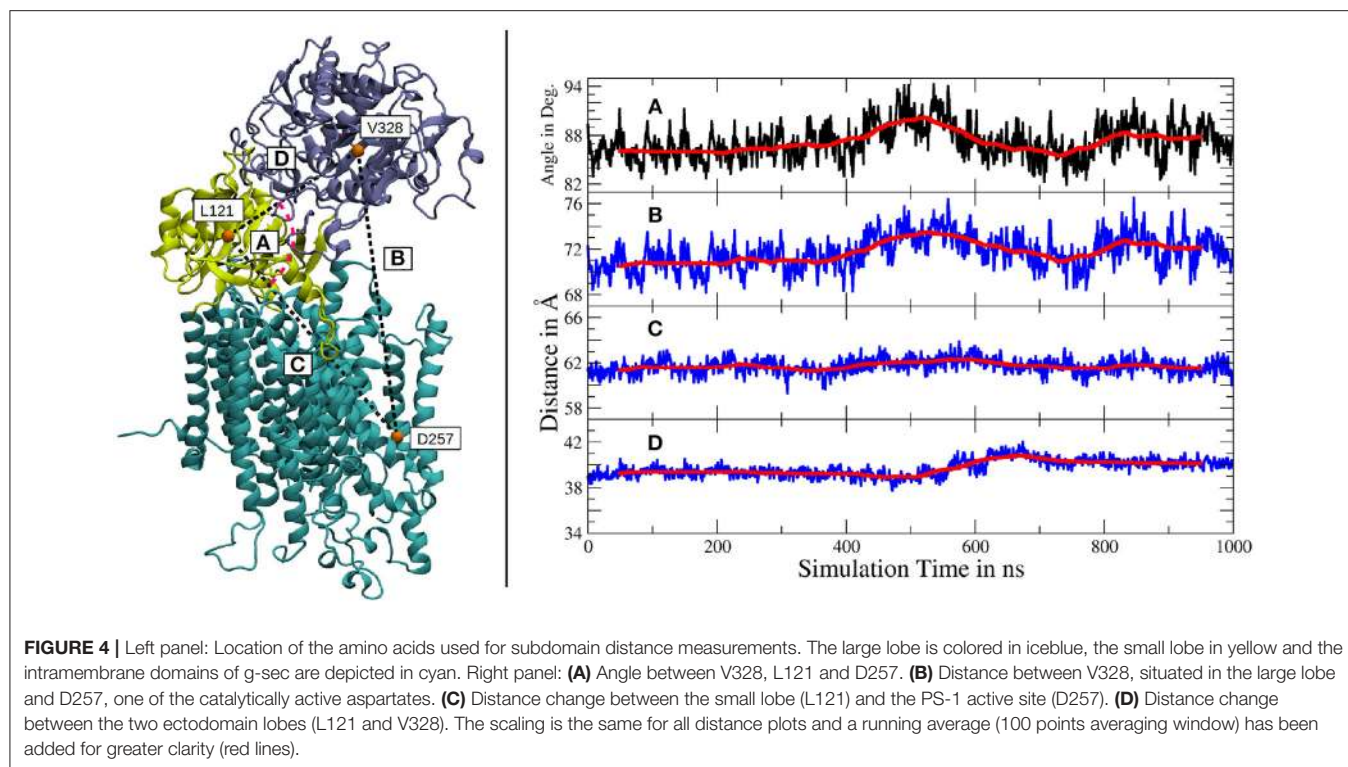 V328
D
L121
A
B
C
D257
Angle in Deg.
94
88
82
A
76
72
68
B
Distance in Å
66
62
58
C
42
38
34
D
0 200 400 600 800 1000
Simulation Time in ns
FIGURE 4 | Left panel: Location of the amino acids used for subdomain distance measurements. The large lobe is colored in iceblue, the small lobe in yellow and the
intramembrane domains of g-sec are depicted in cyan. Right panel: (A) Angle between V328, L121 and D257. (B) Distance between V328, situated in the large lobe
and D257, one of the catalytically active aspartates. (C) Distance change between the small lobe (L121) and the PS-1 active site (D257). (D) Distance change
between the two ectodomain lobes (L121 and V328). The scaling is the same for all distance plots and a running average (100 points averaging window) has been
added for greater clarity (red lines).